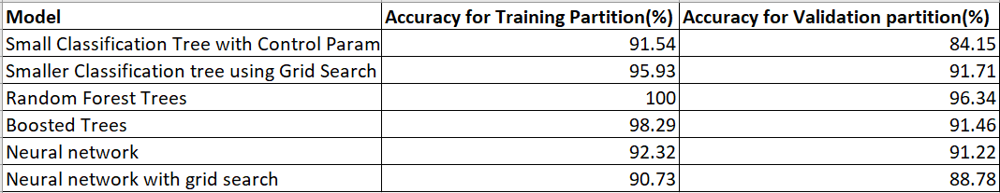 Model Accuracy for Training Partition(%) Accuracy for Validation partition(%)
Small Classification Tree with Control Param 91.54 84.15
Smaller Classification tree using Grid Search 95.93 91.71
Random Forest Trees 100 96.34
Boosted Trees 98.29 91.46
Neural network 92.32 91.22
Neural network with grid search 90.73 88.78